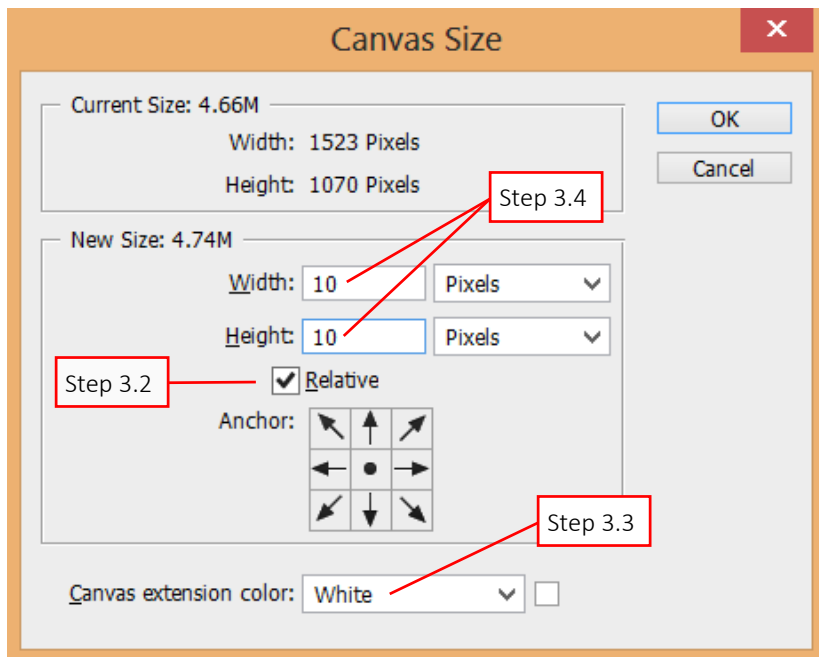 Canvas Size
Current Size: 4.66M
OK
Width: 1523 Pixels
Cancel
Height: 1070 Pixels
Step 3.4
New Size: 4.74M
Width: 10 Pixels
Height: 10 Pixels
Step 3.2
Relative
Anchor:
Step 3.3
Canvas extension color: White